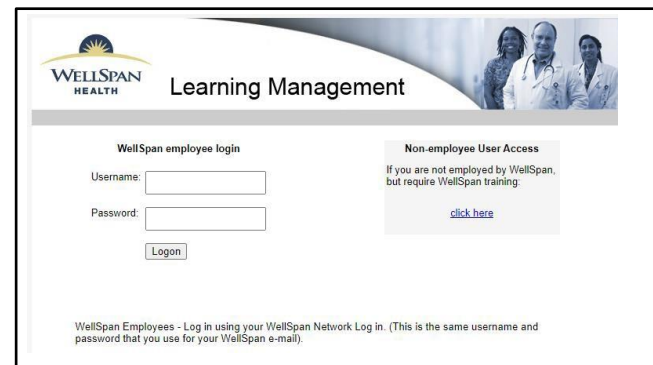 WELLSPAN
HEALTH
Learning Management
WellSpan employee login
Username:
Password:
Logon
Non-employee User Access
If you are not employed by WellSpan,
but require WellSpan training:
click here
WellSpan Employees - Log in using your WellSpan Network Log in. (This is the same username and
password that you use for your WellSpan e-mail).